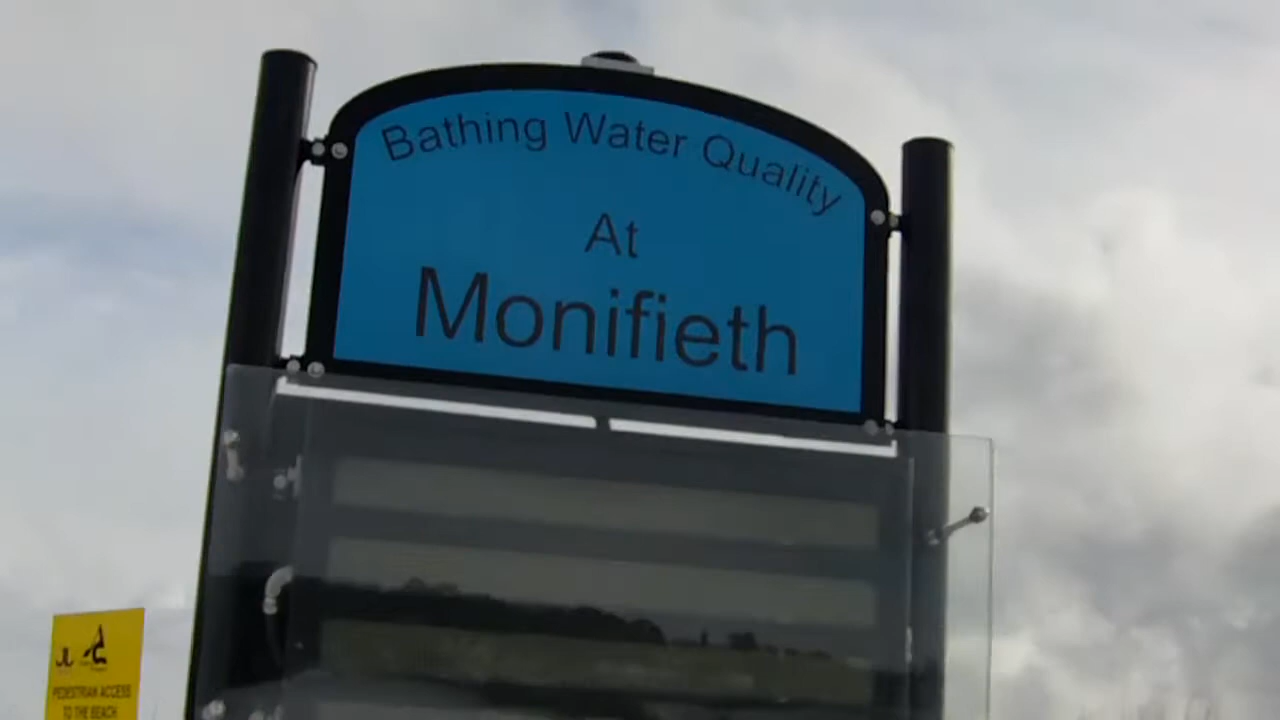 Bathing Water Quality
At
Monifieth
PEDESTRIAN ACCESS
TO THE BEACH